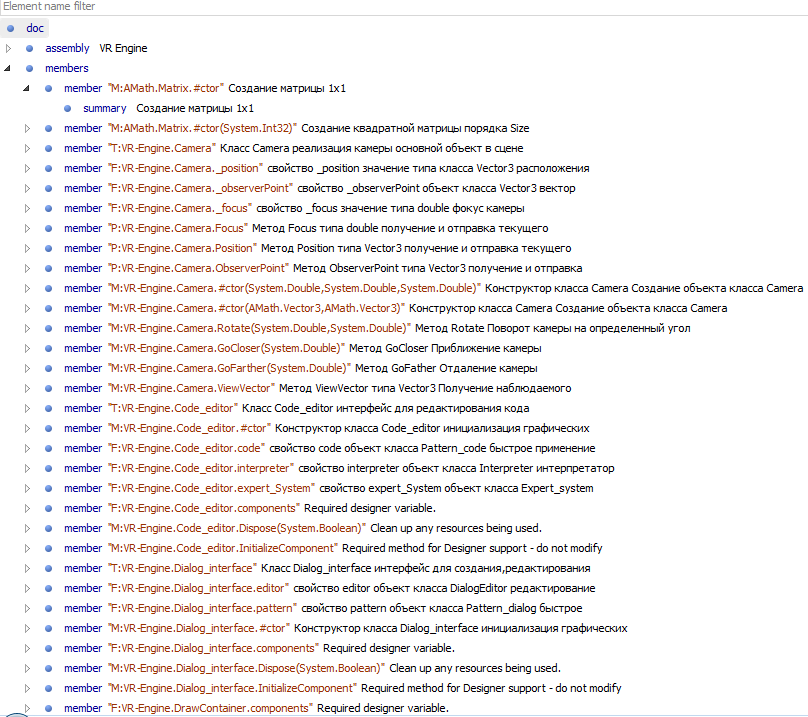 Element name filter
doc
assembly VR Engine
members
member "M:AMath.Matrix.#ctor" Создание матрицы 1x1
summary Создание матрицы 1x1
member "M:AMath.Matrix.#ctor(System.Int32)" Создание квадратной матрицы порядка Size
member "T:VR-Engine.Camera" Класс Camera реализация камеры основной объект в сцене
member "F:VR-Engine.Camera._position" свойство _position значение типа класса Vector3 расположения
member "F:VR-Engine.Camera._observerPoint" свойство _observerPoint объект класса Vector3 вектор
member "F:VR-Engine.Camera._focus" свойство _focus значение типа double фокус камеры
member "P:VR-Engine.Camera.Focus" Метод Focus типа double получение и отправка текущего
member "P:VR-Engine.Camera.Position" Метод Position типа Vector3 получение и отправка текущего
member "P:VR-Engine.Camera.ObserverPoint" Метод ObserverPoint типа Vector3 получение и отправка
member "M:VR-Engine.Camera.#ctor(System.Double,System.Double,System.Double)" Конструктор класса Camera Создание объекта класса Camera
member "M:VR-Engine.Camera.#ctor(AMath.Vector3,AMath.Vector3)" Конструктор класса Camera Создание объекта класса Camera
member "M:VR-Engine.Camera.Rotate(System.Double,System.Double)" Метод Rotate Поворот камеры на определенный угол
member "M:VR-Engine.Camera.GoCloser(System.Double)" Метод GoCloser Приближение камеры
member "M:VR-Engine.Camera.GoFarther(System.Double)" Метод GoFather Отдаление камеры
member "M:VR-Engine.Camera.ViewVector" Метод ViewVector типа Vector3 Получение наблюдаемого
member "T:VR-Engine.Code_editor" Класс Code_editor интерфейс для редактирования кода
member "M:VR-Engine.Code_editor.#ctor" Конструктор класса Code_editor инициализация графических
member "F:VR-Engine.Code_editor.code" свойство code объект класса Pattern_code быстрое применение
member "F:VR-Engine.Code_editor.interpreter" свойство interpreter объект класса Interpreter интерпретатор
member "F:VR-Engine.Code_editor.expert_System" свойство expert_System объект класса Expert_system
member "F:VR-Engine.Code_editor.components" Required designer variable.
member "M:VR-Engine.Code_editor.Dispose(System.Boolean)" Clean up any resources being used.
member "M:VR-Engine.Code_editor.InitializeComponent" Required method for Designer support - do not modify
member "T:VR-Engine.Dialog_interface" Класс Dialog_interface интерфейс для создания,редактирования
member "F:VR-Engine.Dialog_interface.editor" свойство editor объект класса DialogEditor редактирование
member "F:VR-Engine.Dialog_interface.pattern" свойство pattern объект класса Pattern_dialog быстрое
member "M:VR-Engine.Dialog_interface.#ctor" Конструктор класса Dialog_interface инициализация графических
member "F:VR-Engine.Dialog_interface.components" Required designer variable.
member "M:VR-Engine.Dialog_interface.Dispose(System.Boolean)" Clean up any resources being used.
member "M:VR-Engine.Dialog_interface.InitializeComponent" Required method for Designer support - do not modify
member "F:VR-Engine.DrawContainer.components" Required designer variable.